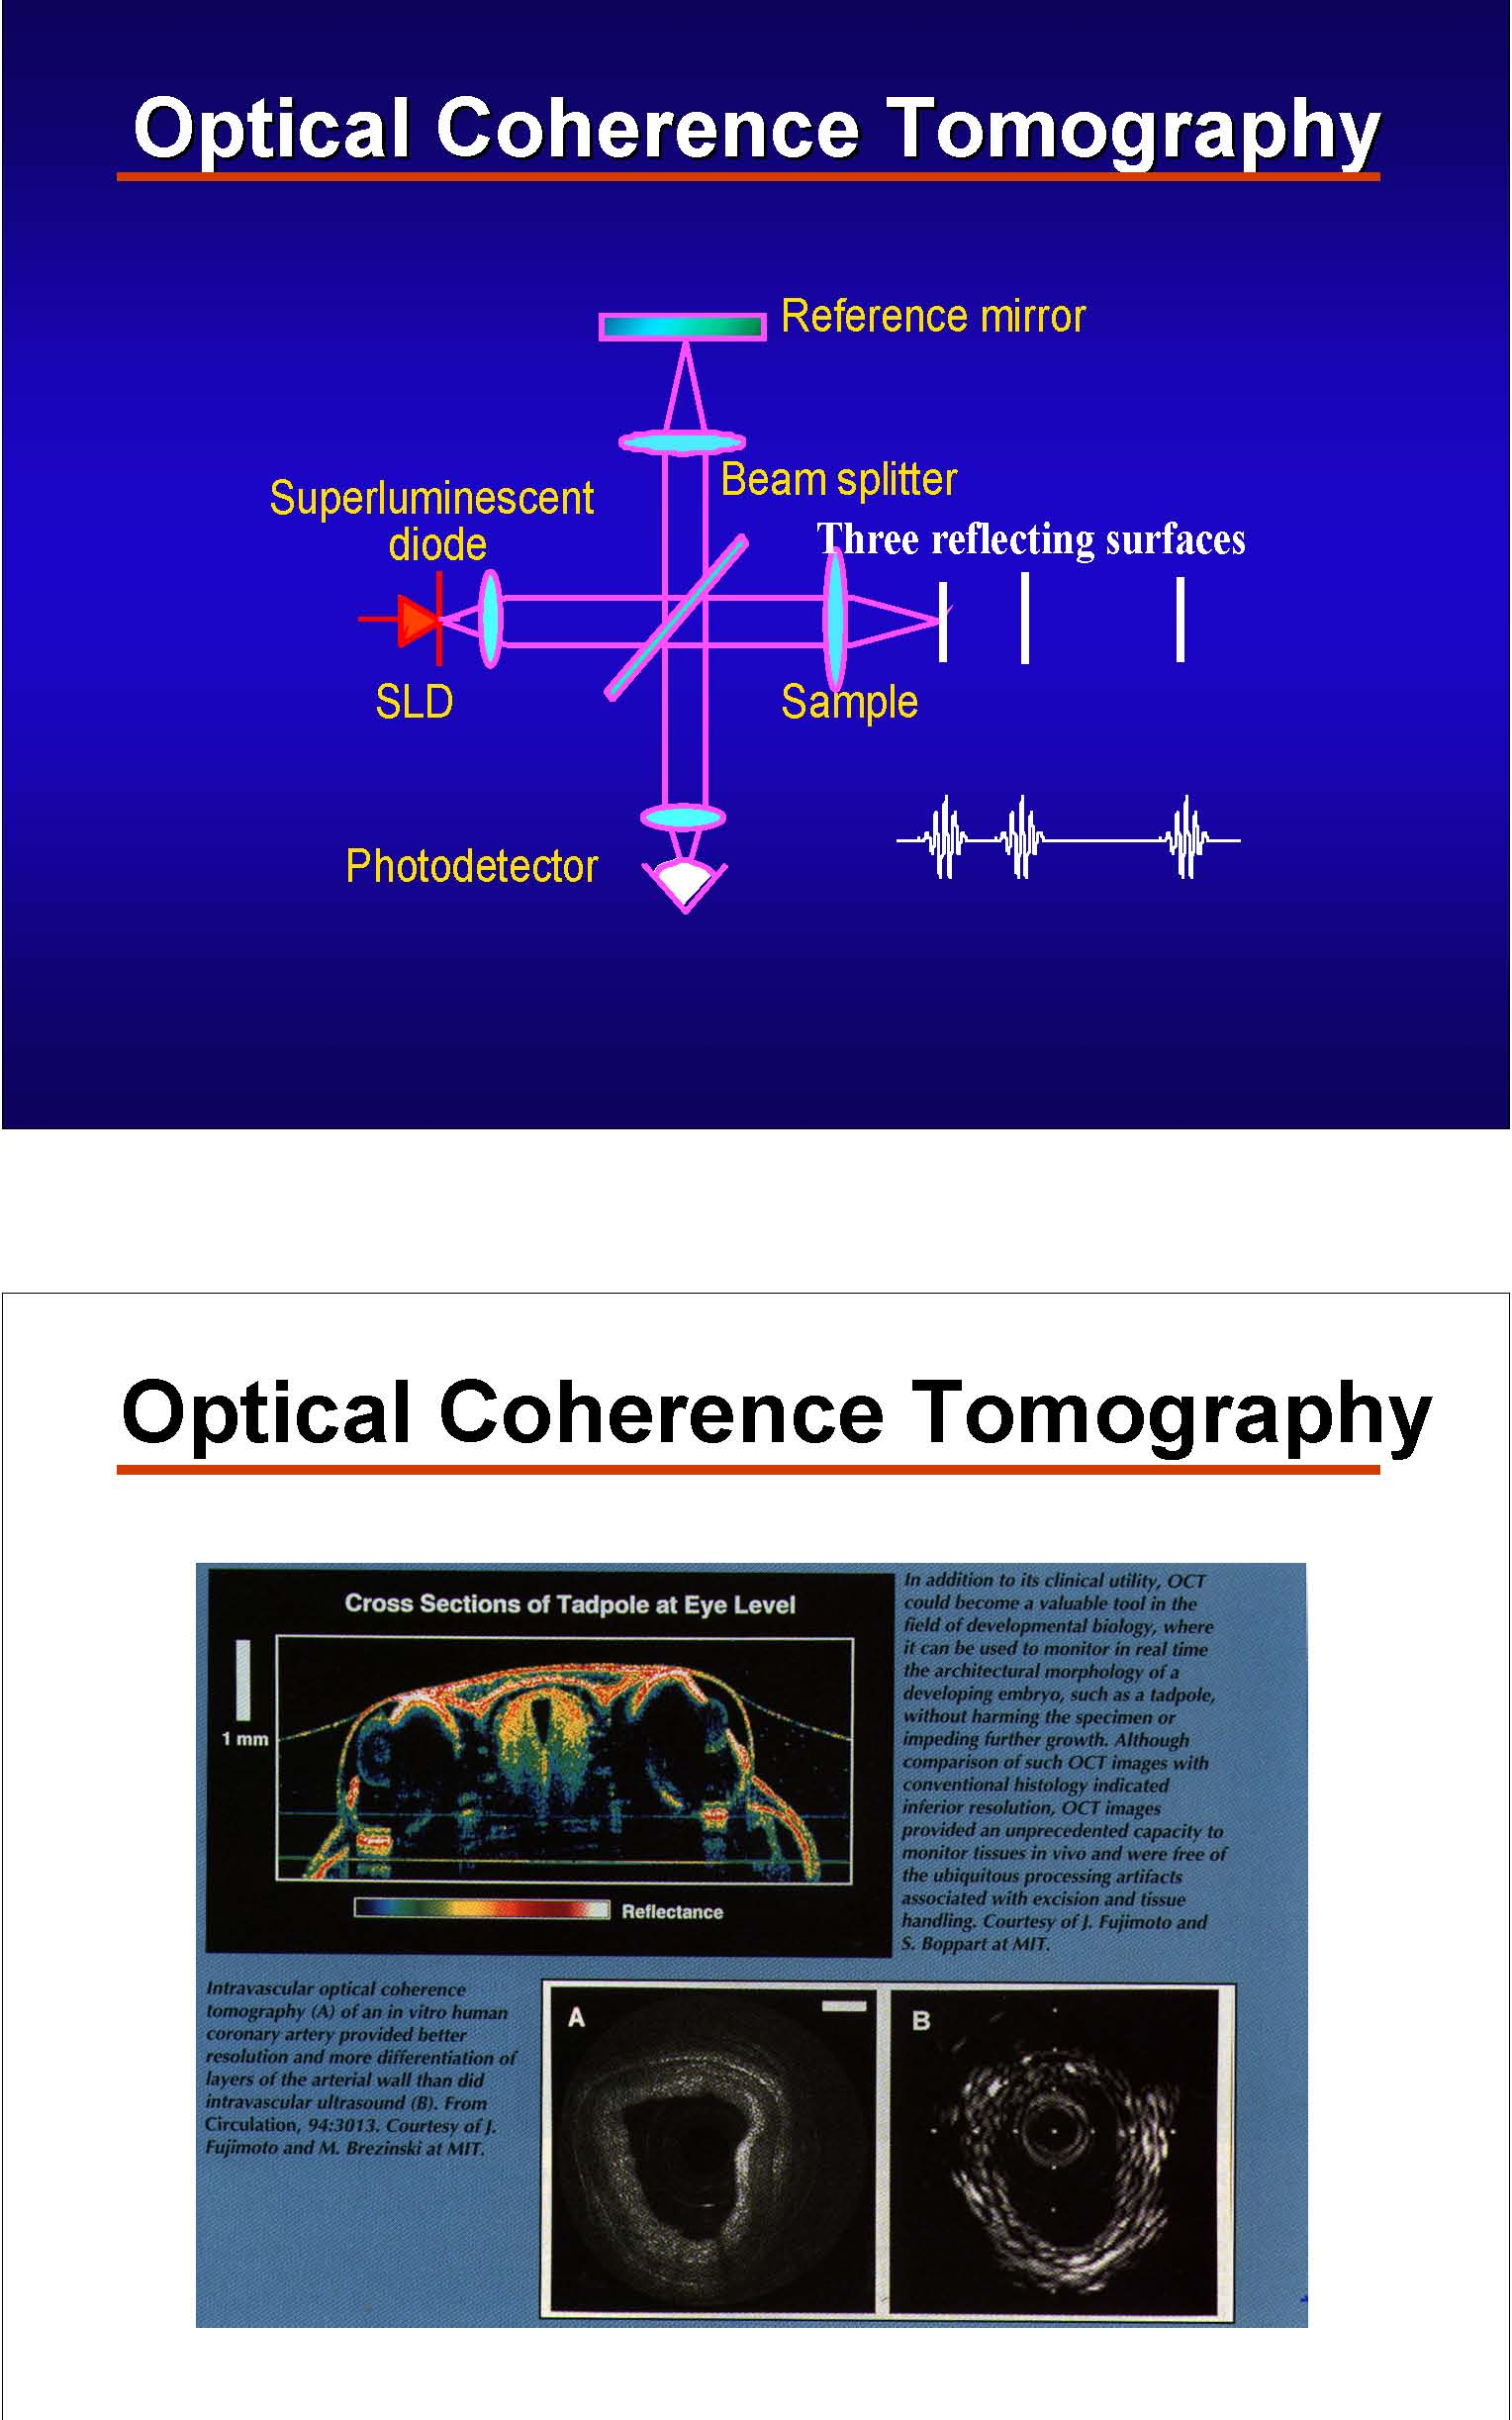 Optical Coherence Tomography
Reference mirror
Beam splitter
Superluminescent
diode
Three reflecting surfaces
SLD
Sample
Photodetector
Optical Coherence Tomography
Cross Sections of Tadpole at Eye Level
1 mm
Reflectance
In addition to its clinical utility, OCT
could become a valuable tool in the
field of developmental biology, where
it can be used to monitor in real time
the architectural morphology of a
developing embryo, such as a tadpole,
without harming the specimen or
impeding further growth. Although
comparison of such OCT images with
conventional histology indicated
inferior resolution, OCT images
provided an unprecedented capacity to
monitor tissues in vivo and were free of
the ubiquitous processing artifacts
associated with excision and tissue
handling. Courtesy of J. Fujimoto and
S. Boppart at MIT.
Intravascular optical coherence
tomography (A) of an in vitro human
coronary artery provided better
resolution and more differentiation of
layers of the arterial wall than did
intravascular ultrasound (B). From
Circulation, 94:3013. Courtesy of J.
Fujimoto and M. Brezinski at MIT.
A
B